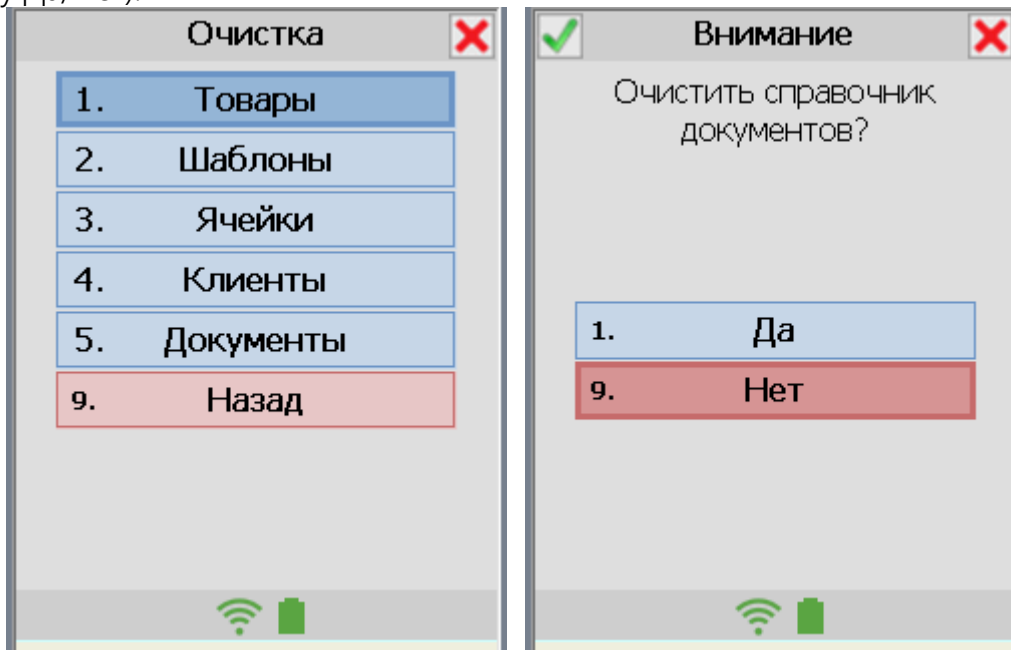 Очистка
1. Товары
2. Шаблоны
3. Ячейки
4. Клиенты
5. Документы
9. Назад
Внимание
Очистить справочник
документов?
1. Да
9. Нет